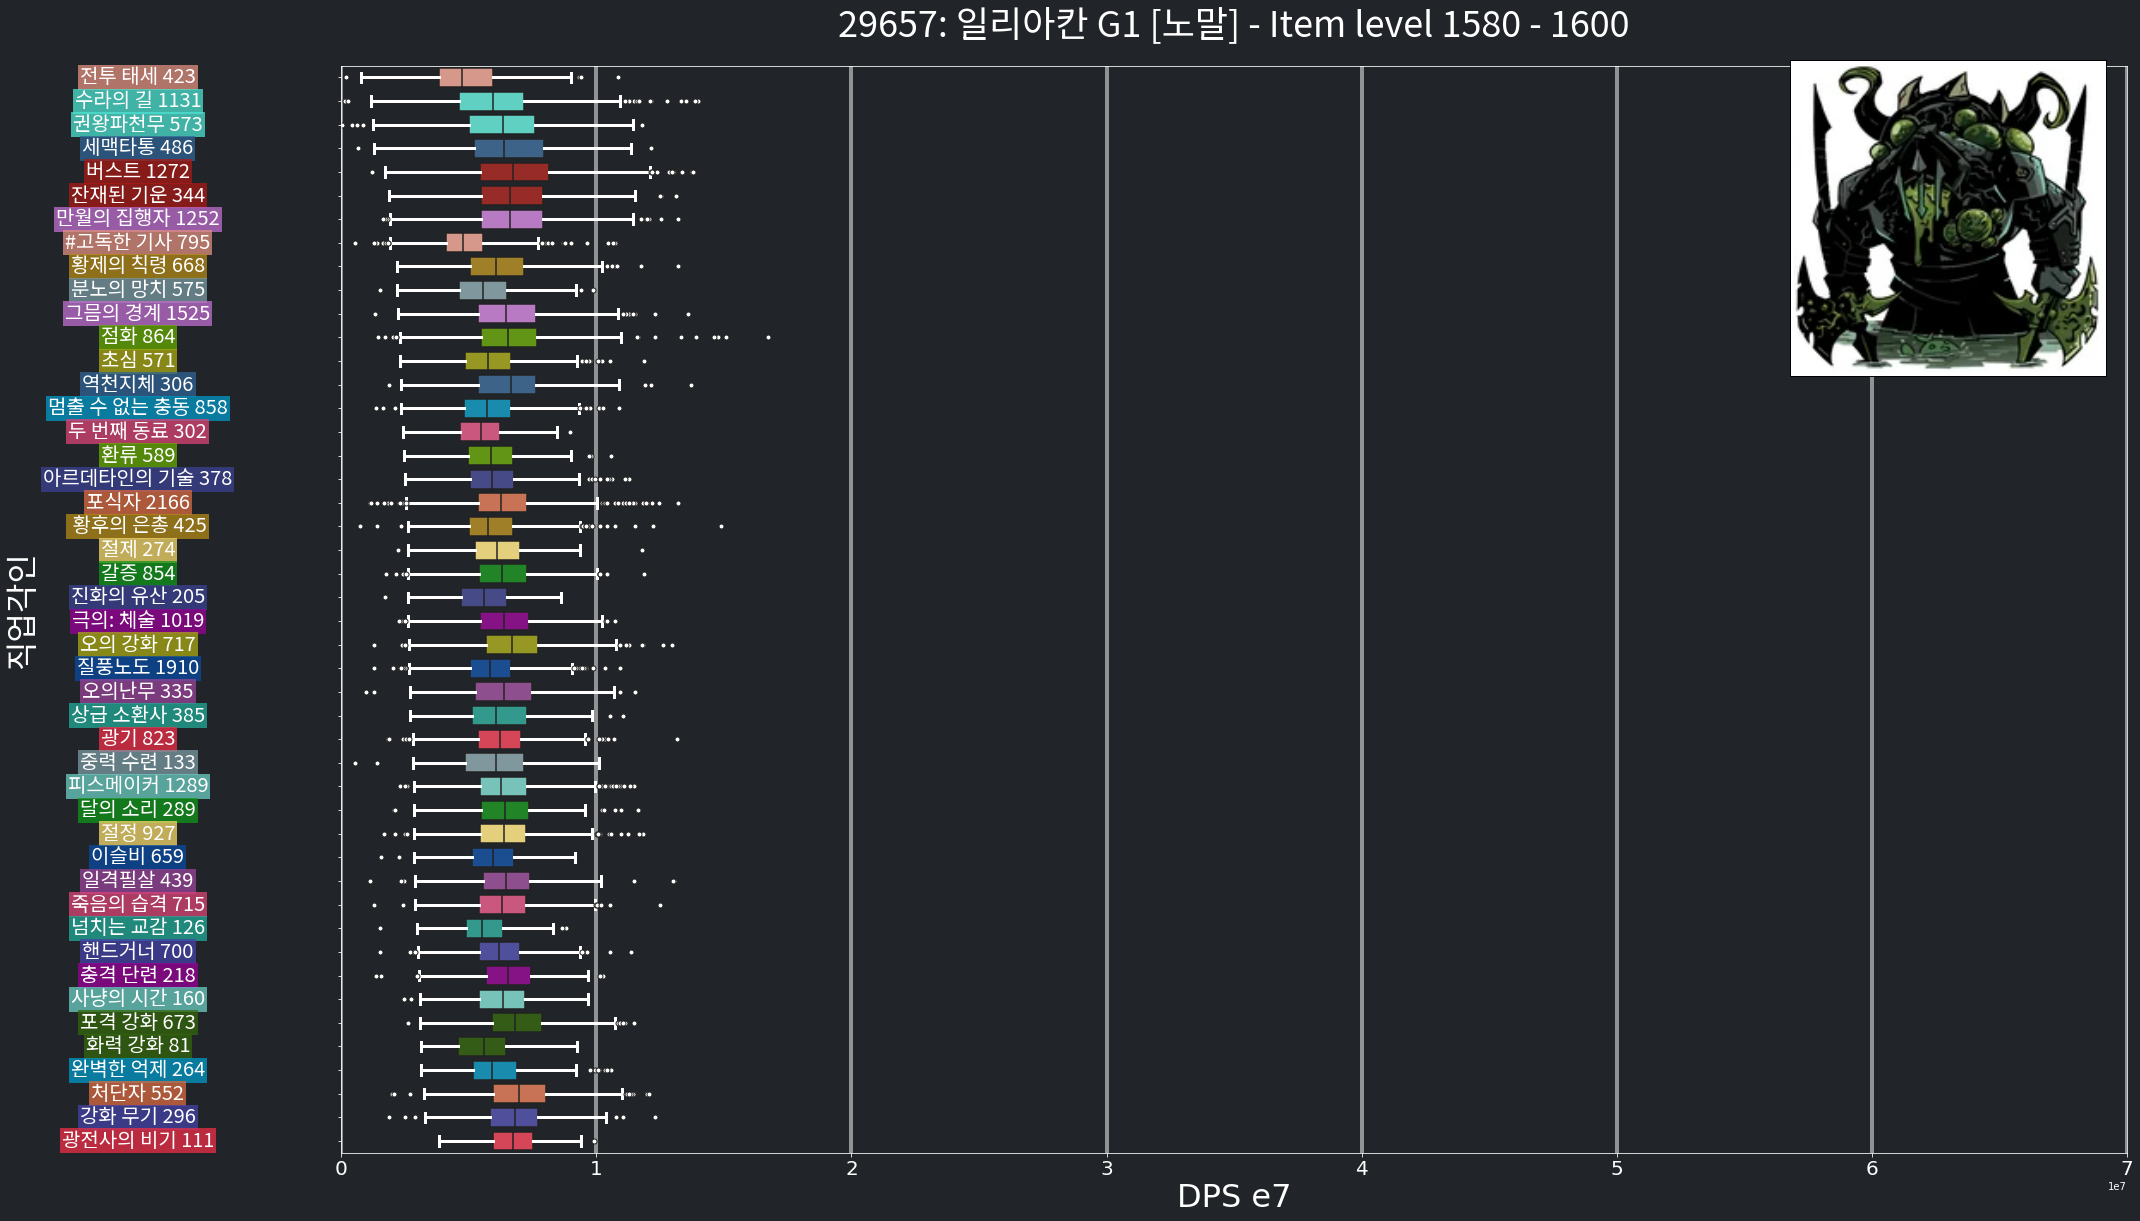 29657: 일리아칸 G1 [노말] - Item level 1580 - 1600
직업각인
전투 태세 423
수라의 길 1131
권왕파천무 573
세맥타통 486
버스트 1272
잔재된 기운 344
만월의 집행자 1252
#고독한 기사 795
황제의 칙령 668
분노의 망치 575
그믐의 경계 1525
점화 864
초심 571
역천지체 306
멈출 수 없는 충동 858
두 번째 동료 302
환류 589
아르데타인의 기술 378
포식자 2166
황후의 은총 425
절제 274
갈증 854
진화의 유산 205
극의: 체술 1019
오의 강화 717
질풍노도 1910
오의난무 335
상급 소환사 385
광기 823
중력 수련 133
피스메이커 1289
달의 소리 289
절정 927
이슬비 659
일격필살 439
죽음의 습격 715
넘치는 교감 126
핸드거너 700
충격 단련 218
사냥의 시간 160
포격 강화 673
화력 강화 81
완벽한 억제 264
처단자 552
강화 무기 296
광전사의 비기 111
0 1 2 3 4 5 6 7
1e7
DPS e7